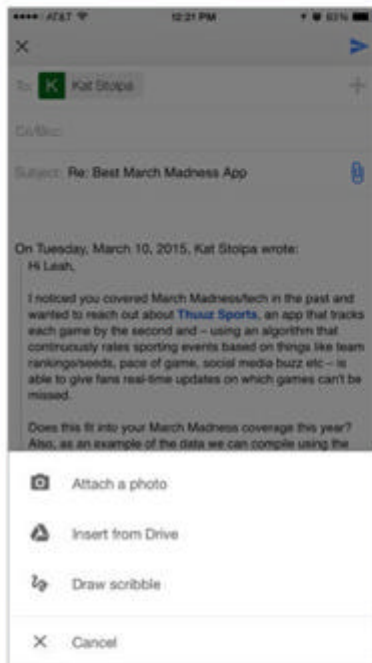 AT&T 12:21 PM 83%
To: K Kat Stolpa
Cc/Bcc:
Subject: Re: Best March Madness App
On Tuesday, March 10, 2015, Kat Stolpa wrote:
Hi Leah,
I noticed you covered March Madness/tech in the past and
wanted to reach out about Thuuz Sports, an app that tracks
each game by the second and – using an algorithm that
continuously rates sporting events based on things like team
rankings/seeds, pace of game, social media buzz etc – is
able to give fans real-time updates on which games can't be
missed.
Does this fit into your March Madness coverage this year?
Also, as an example of the data we can compile using the
Attach a photo
Insert from Drive
Draw scribble
Cancel